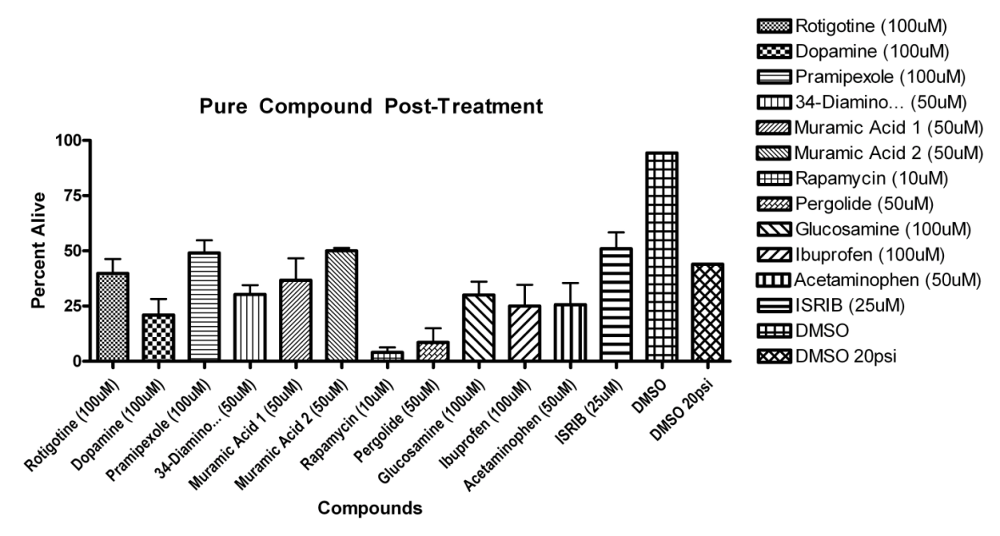 Pure Compound Post-Treatment
Percent Alive
100
75
50
25
0
Rotigotine (100uM)
Dopamine (100uM)
Pramipexole (100uM)
34-Diamino... (50uM)
Muramic Acid 1 (50uM)
Muramic Acid 2 (50uM)
Rapamycin (10uM)
Pergolide (50uM)
Glucosamine (100uM)
Ibuprofen (100uM)
Acetaminophen (50uM)
ISRIB (25uM)
DMSO
DMSO 20psi
Compounds
Rotigotine (100uM)
Dopamine (100uM)
Pramipexole (100uM)
34-Diamino... (50uM)
Muramic Acid 1 (50uM)
Muramic Acid 2 (50uM)
Rapamycin (10uM)
Pergolide (50uM)
Glucosamine (100uM)
Ibuprofen (100uM)
Acetaminophen (50uM)
ISRIB (25uM)
DMSO
DMSO 20psi